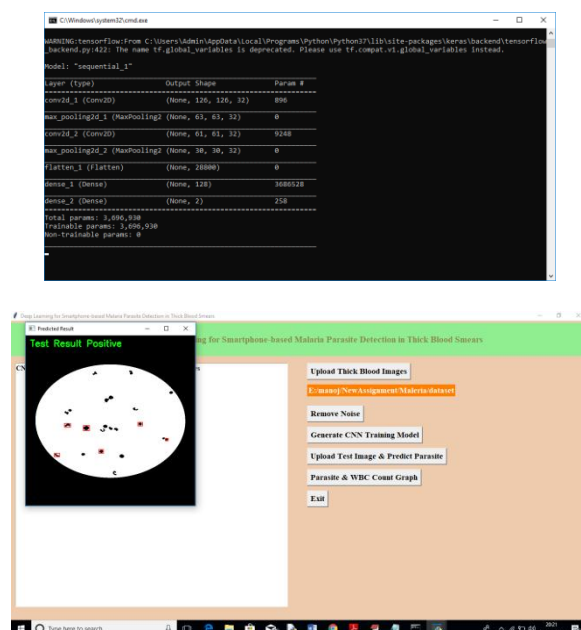 C:\Windows\system32\cmd.exe
WARNING:tensorflow:From C:\Users\Admin\AppData\Local\Programs\Python\Python37\lib\site-packages\keras\backend\tensorflow
_backend.py:422: The name tf.global_variables is deprecated. Please use tf.compat.v1.global_variables instead.
Model: "sequential_1"
Layer (type) Output Shape Param #
conv2d_1 (Conv2D) (None, 126, 126, 32) 896
max_pooling2d_1 (MaxPooling2 (None, 63, 63, 32) 0
conv2d_2 (Conv2D) (None, 61, 61, 32) 9248
max_pooling2d_2 (MaxPooling2 (None, 30, 30, 32) 0
flatten_1 (Flatten) (None, 28800) 0
dense_1 (Dense) (None, 128) 3686528
dense_2 (Dense) (None, 2) 258
Total params: 3,696,930
Trainable params: 3,696,930
Non-trainable params: 0
Deep Learning for Smartphone-based Malaria Parasite Detection in Thick Blood Smears
Predicted Result
Test Result Positive
ng for Smartphone-based Malaria Parasite Detection in Thick Blood Smears
CN
Upload Thick Blood Images
E:/manoj/NewAssignment/Maleria/dataset
Remove Noise
Generate CNN Training Model
Upload Test Image & Predict Parasite
Parasite & WBC Count Graph
Exit
Type here to search
20:21